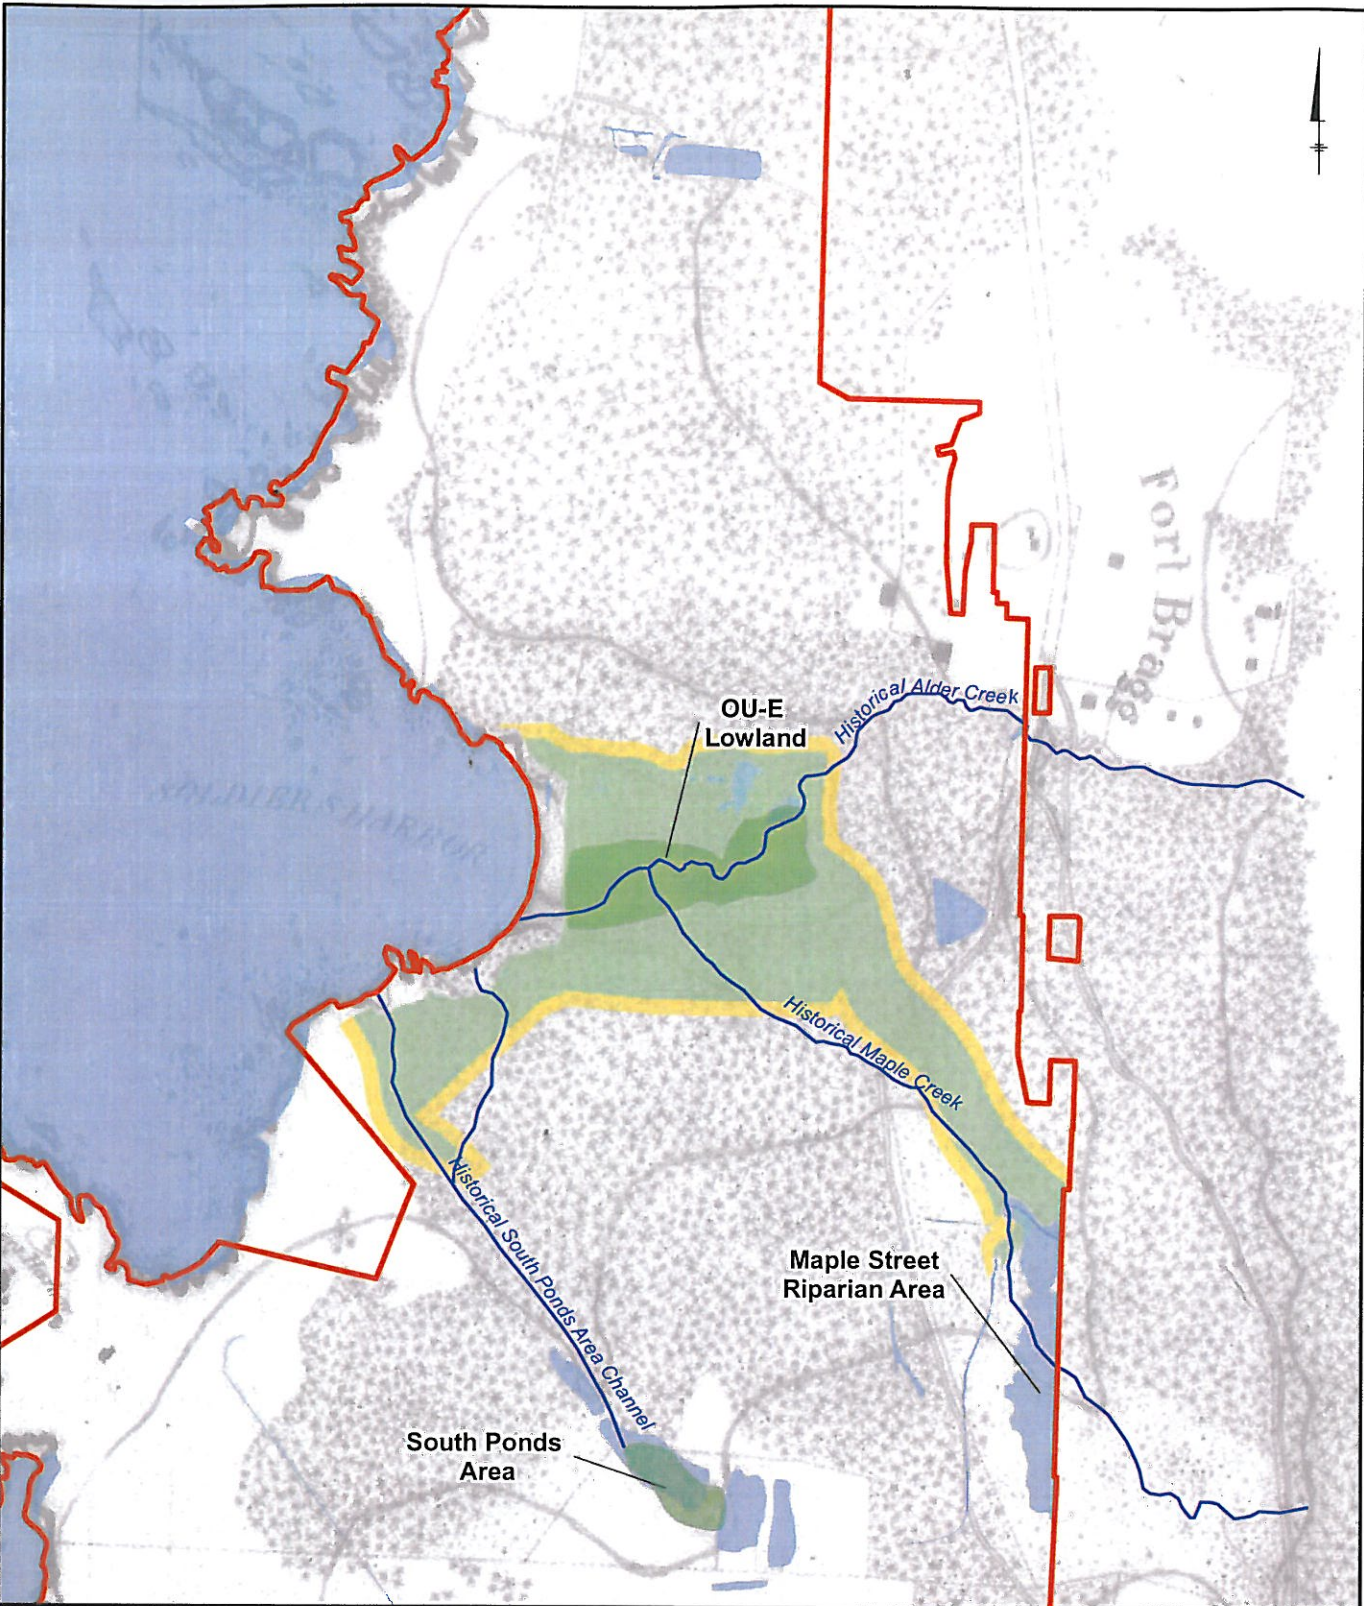 Fort Bragg
OU-E
Lowland
Historical Alder Creek
SOLDIER S HARBOR
Historical Maple Creek
Historical South Ponds Area Channel
Maple Street
Riparian Area
South Ponds
Area